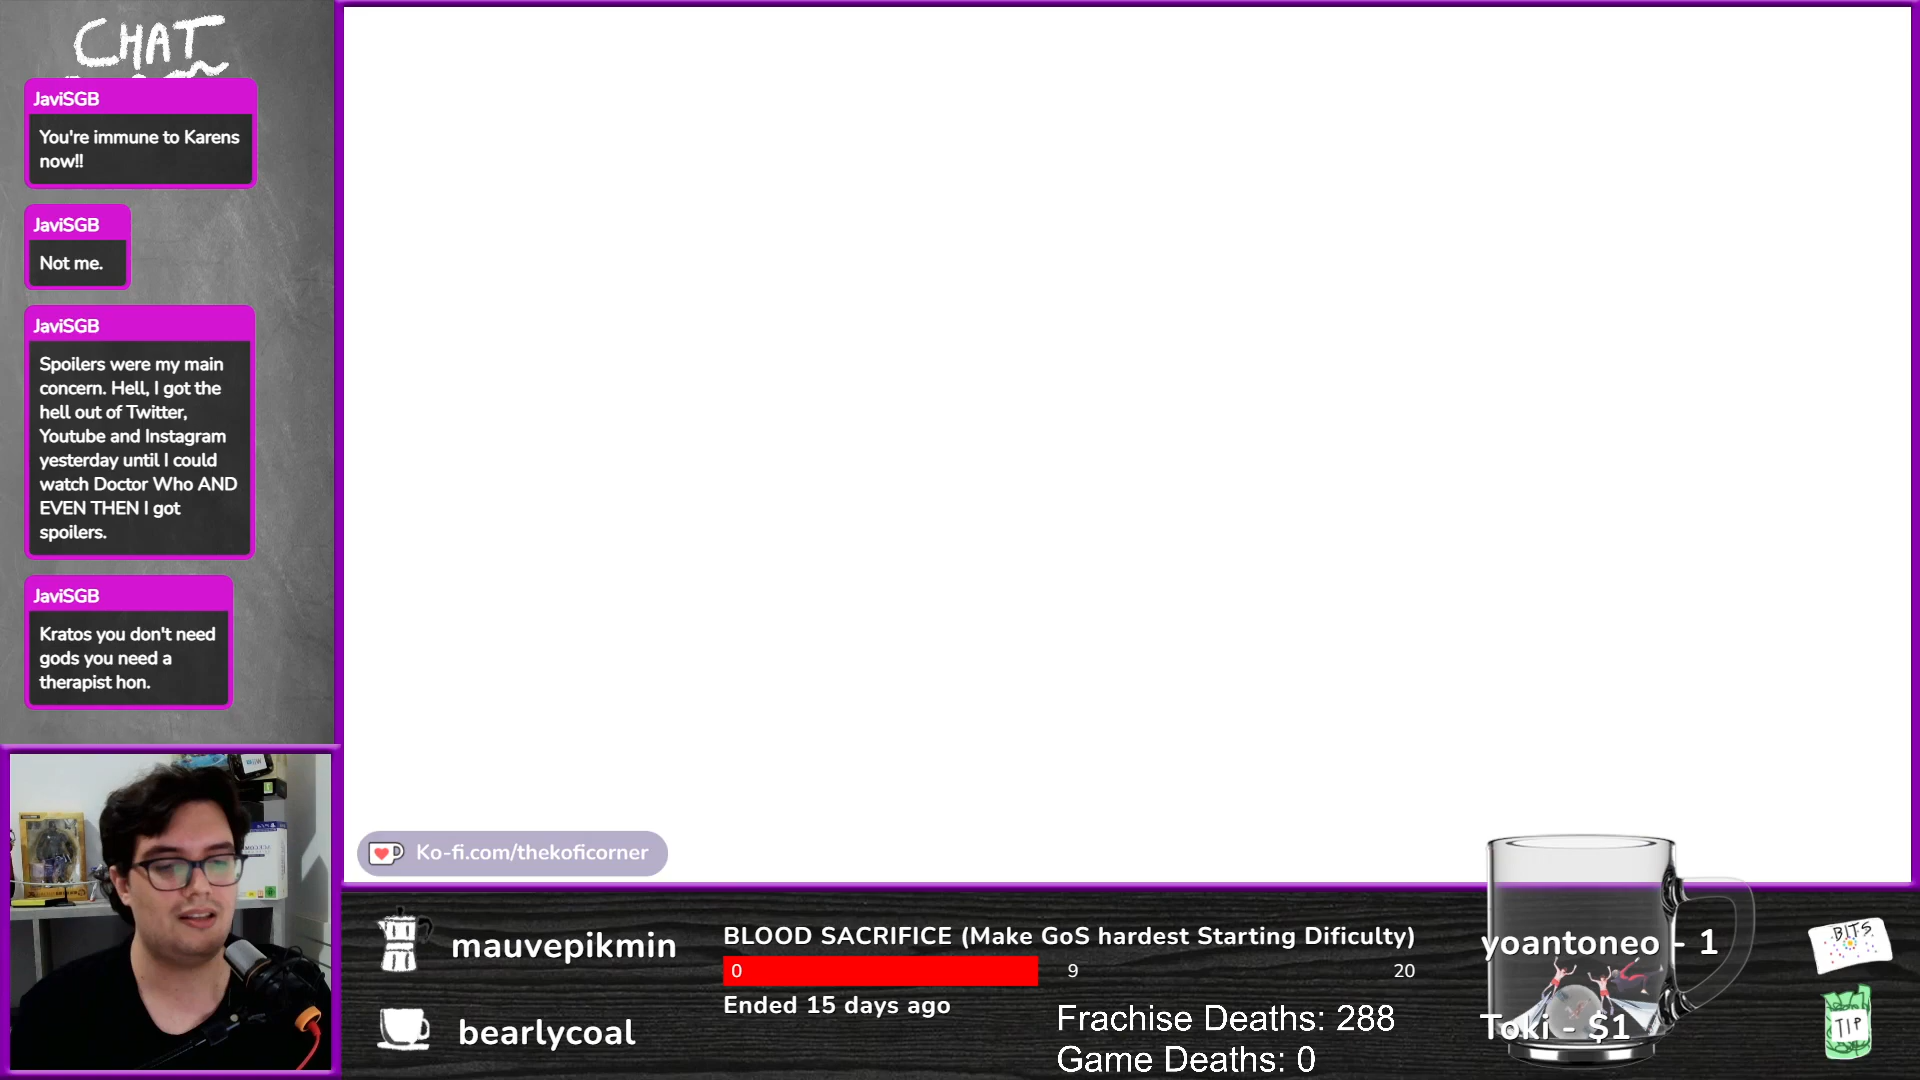 CHAT
JaviSGB
You're immune to Karens
now!!
JaviSGB
Not me.
JaviSGB
Spoilers were my main
concern. Hell, I got the
hell out of Twitter,
Youtube and Instagram
yesterday until I could
watch Doctor Who AND
EVEN THEN I got
spoilers.
JaviSGB
Kratos you don't need
gods you need a
therapist hon.
Ko-fi.com/thekoficorner
mauvepikmin
bearlycoal
BLOOD SACRIFICE (Make GoS hardest Starting Dificulty)
0 9 20
Ended 15 days ago
Frachise Deaths: 288
Game Deaths: 0
yoantoneo - 1
Toki - $1
BITS
TIP